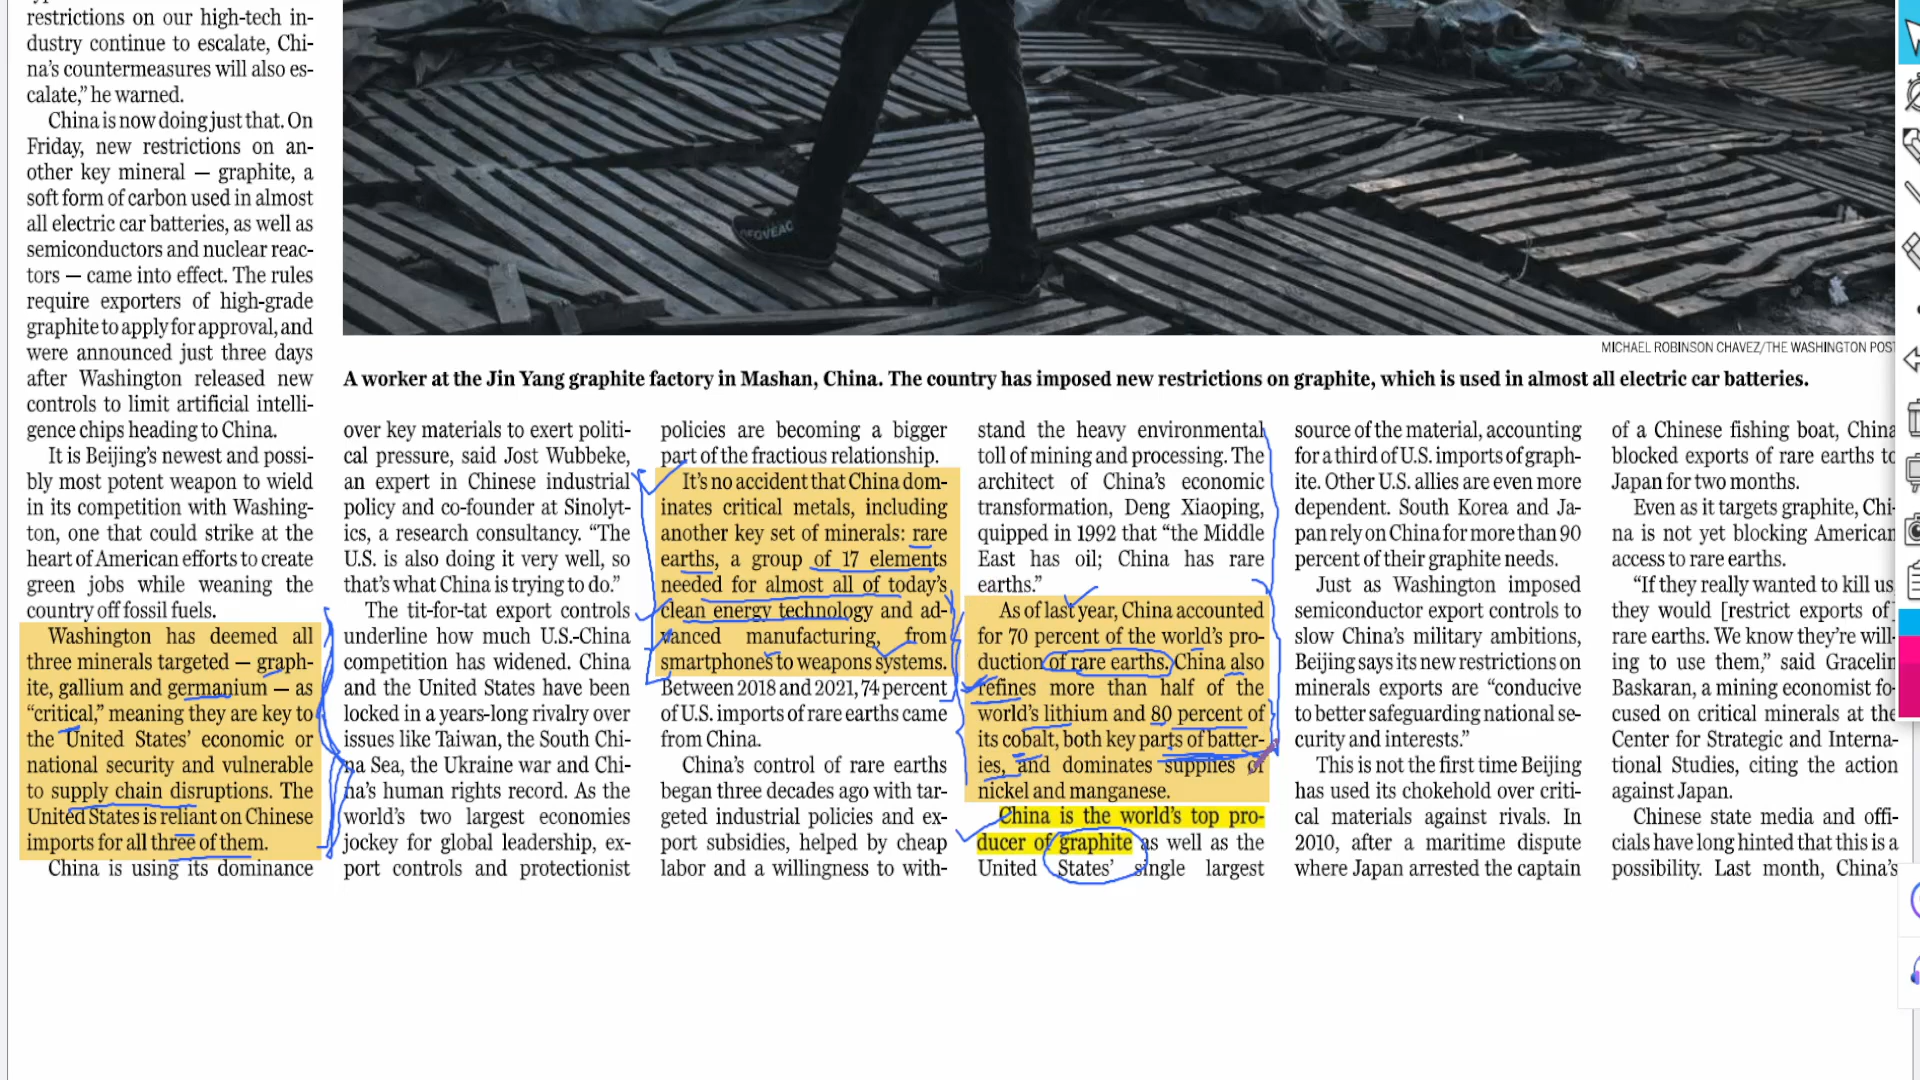 restrictions on our high-tech in-
dustry continue to escalate, Chi-
na's countermeasures will also es-
calate," he warned.
China is now doing just that. On
Friday, new restrictions on an-
other key mineral — graphite, a
soft form of carbon used in almost
all electric car batteries, as well as
semiconductors and nuclear reac-
tors — came into effect. The rules
require exporters of high-grade
graphite to apply for approval, and
were announced just three days
after Washington released new
controls to limit artificial intelli-
gence chips heading to China.
It is Beijing's newest and possi-
bly most potent weapon to wield
in its competition with Washing-
ton, one that could strike at the
heart of American efforts to create
green jobs while weaning the
country off fossil fuels.
Washington has deemed all
three minerals targeted — graph-
ite, gallium and germanium — as
"critical," meaning they are key to
the United States' economic or
national security and vulnerable
to supply chain disruptions. The
United States is reliant on Chinese
imports for all three of them.
China is using its dominance
MICHAEL ROBINSON CHAVEZ/THE WASHINGTON POST
A worker at the Jin Yang graphite factory in Mashan, China. The country has imposed new restrictions on graphite, which is used in almost all electric car batteries.
over key materials to exert politi-
cal pressure, said Jost Wubbeke,
an expert in Chinese industrial
policy and co-founder at Sinolyt-
ics, a research consultancy. "The
U.S. is also doing it very well, so
that's what China is trying to do."
The tit-for-tat export controls
underline how much U.S.-China
competition has widened. China
and the United States have been
locked in a years-long rivalry over
issues like Taiwan, the South Chi-
na Sea, the Ukraine war and Chi-
na's human rights record. As the
world's two largest economies
jockey for global leadership, ex-
port controls and protectionist
policies are becoming a bigger
part of the fractious relationship.
It's no accident that China dom-
inates critical metals, including
another key set of minerals: rare
earths, a group of 17 elements
needed for almost all of today's
clean energy technology and ad-
vanced manufacturing, from
smartphones to weapons systems.
Between 2018 and 2021, 74 percent
of U.S. imports of rare earths came
from China.
China's control of rare earths
began three decades ago with tar-
geted industrial policies and ex-
port subsidies, helped by cheap
labor and a willingness to with-
stand the heavy environmental
toll of mining and processing. The
architect of China's economic
transformation, Deng Xiaoping,
quipped in 1992 that "the Middle
East has oil; China has rare
earths."
As of last year, China accounted
for 70 percent of the world's pro-
duction of rare earths. China also
refines more than half of the
world's lithium and 80 percent of
its cobalt, both key parts of batter-
ies, and dominates supplies of
nickel and manganese.
China is the world's top pro-
ducer of graphite as well as the
United States' single largest
source of the material, accounting
for a third of U.S. imports of graph-
ite. Other U.S. allies are even more
dependent. South Korea and Ja-
pan rely on China for more than 90
percent of their graphite needs.
Just as Washington imposed
semiconductor export controls to
slow China's military ambitions,
Beijing says its new restrictions on
minerals exports are "conducive
to better safeguarding national se-
curity and interests."
This is not the first time Beijing
has used its chokehold over criti-
cal materials against rivals. In
2010, after a maritime dispute
where Japan arrested the captain
of a Chinese fishing boat, China
blocked exports of rare earths to
Japan for two months.
Even as it targets graphite, Chi-
na is not yet blocking American
access to rare earths.
"If they really wanted to kill us,
they would [restrict exports of]
rare earths. We know they're will-
ing to use them," said Gracelin
Baskaran, a mining economist fo-
cused on critical minerals at the
Center for Strategic and Interna-
tional Studies, citing the action
against Japan.
Chinese state media and offi-
cials have long hinted that this is a
possibility. Last month, China's